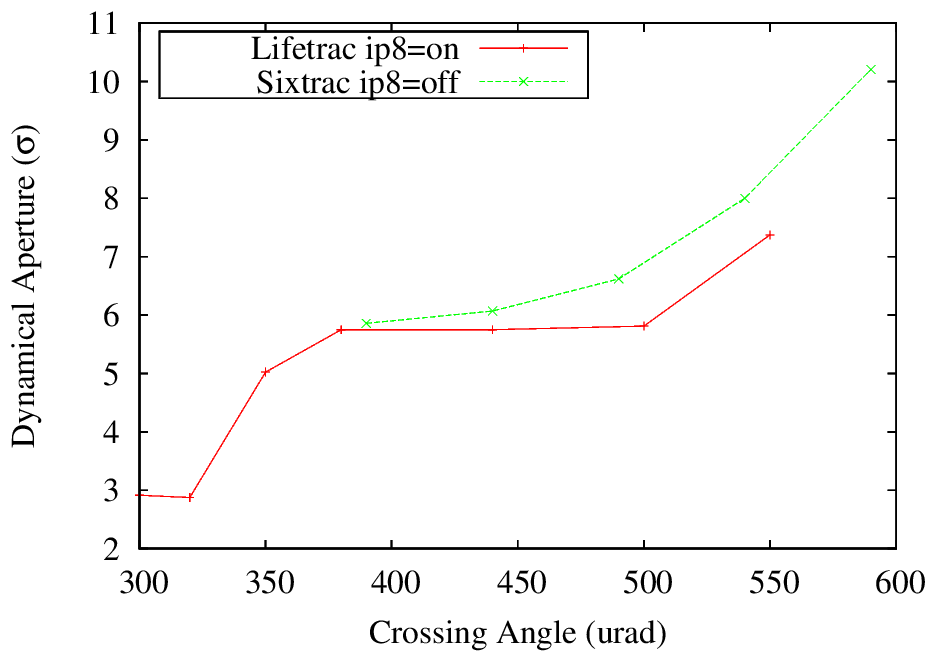 11
10
9
8
7
6
5
4
3
2
Dynamical Aperture (σ)
Lifetrac ip8=on
Sixtrac ip8=off
300 350 400 450 500 550 600
Crossing Angle (urad)